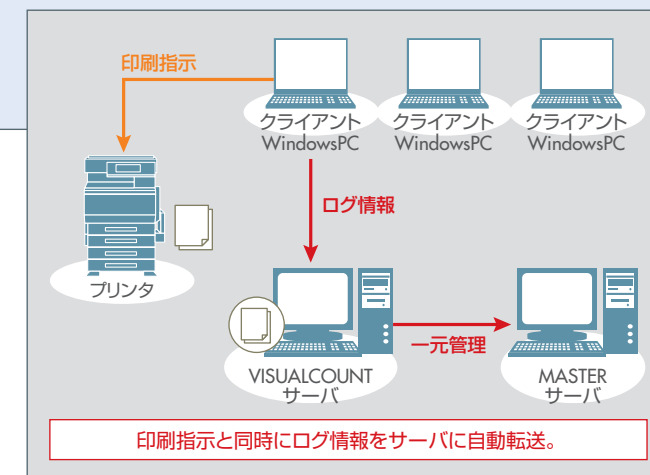 印刷指示
クライアント
WindowsPC
クライアント
WindowsPC
クライアント
WindowsPC
ログ情報
プリンタ
一元管理
VISUALCOUNT
サーバ
MASTER
サーバ
印刷指示と同時にログ情報をサーバに自動転送。